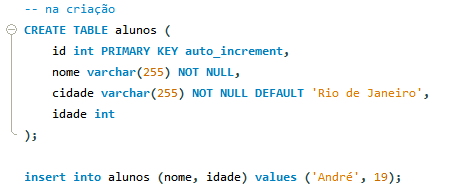 -- na criação
CREATE TABLE alunos (
id int PRIMARY KEY auto_increment,
nome varchar(255) NOT NULL,
cidade varchar(255) NOT NULL DEFAULT 'Rio de Janeiro',
idade int
);
insert into alunos (nome, idade) values ('André', 19);